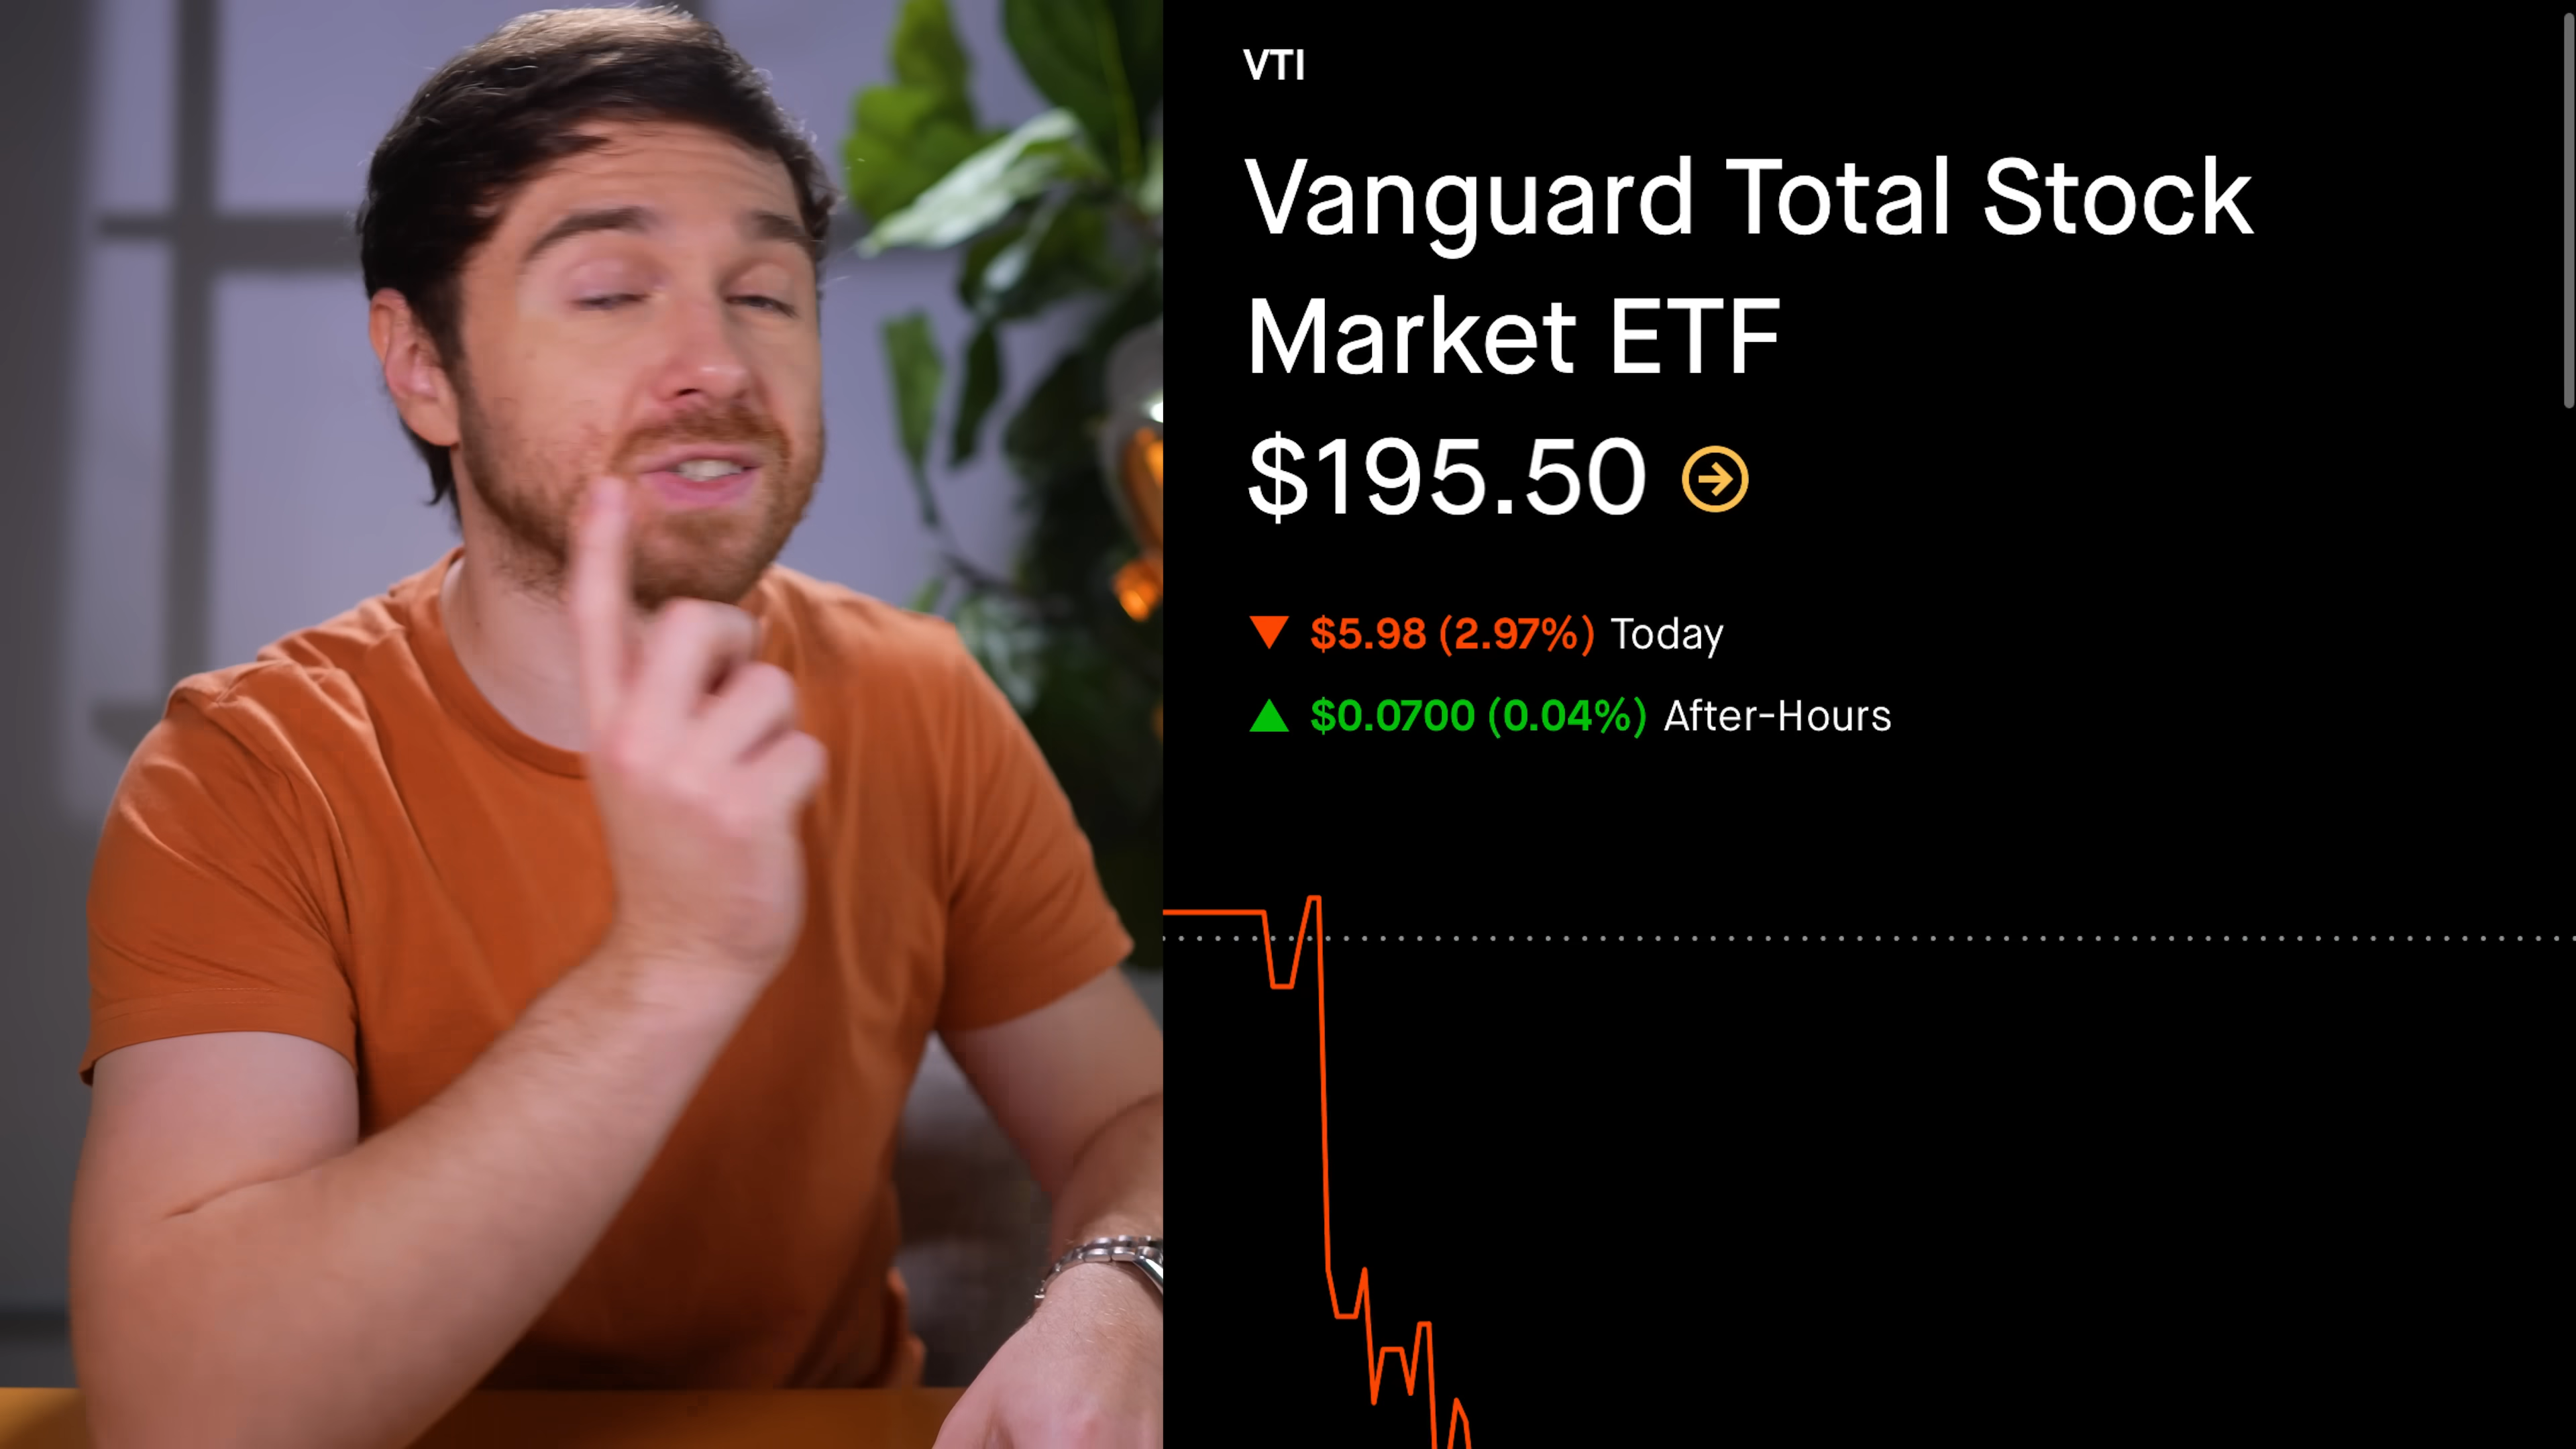 VTI
Vanguard Total Stock
Market ETF
$195.50
$5.98 (2.97%) Today
$0.0700 (0.04%) After-Hours